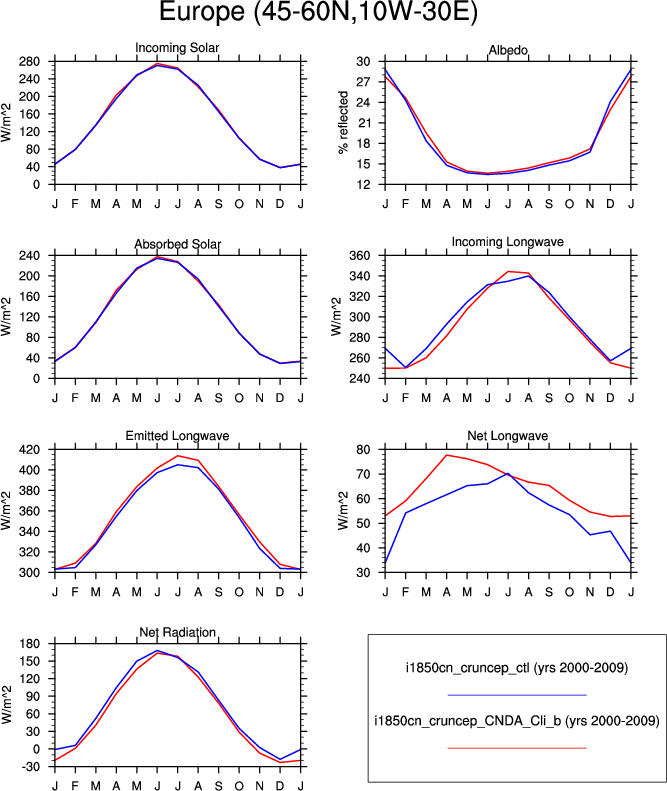 Europe (45-60N,10W-30E)
Incoming Solar
W/m^2
280
240
200
160
120
80
40
0
J F M A M J J A S O N D J
Albedo
% reflected
30
27
24
21
18
15
12
J F M A M J J A S O N D J
Absorbed Solar
W/m^2
240
200
160
120
80
40
0
J F M A M J J A S O N D J
Incoming Longwave
W/m^2
360
340
320
300
280
260
240
J F M A M J J A S O N D J
Emitted Longwave
W/m^2
420
400
380
360
340
320
300
J F M A M J J A S O N D J
Net Longwave
W/m^2
80
70
60
50
40
30
J F M A M J J A S O N D J
Net Radiation
W/m^2
180
150
120
90
60
30
0
-30
J F M A M J J A S O N D J
i1850cn_cruncep_ctl (yrs 2000-2009)
i1850cn_cruncep_CNDA_Cli_b (yrs 2000-2009)